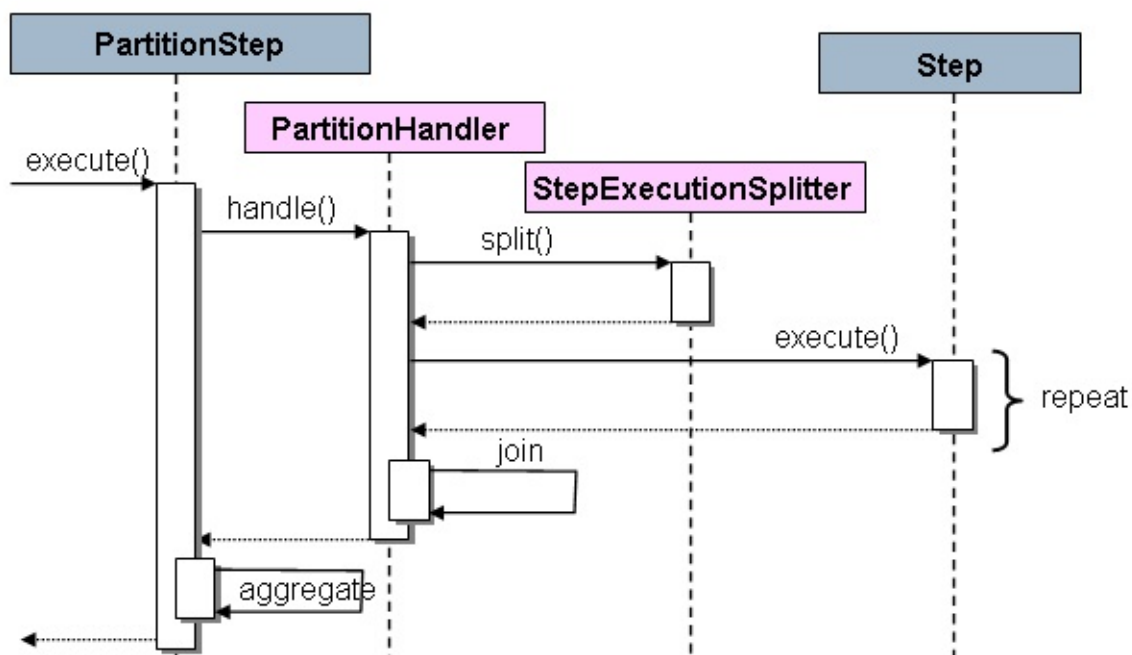 PartitionStep
Step
PartitionHandler
execute()
StepExecutionSplitter
handle()
split()
execute()
repeat
join
aggregate